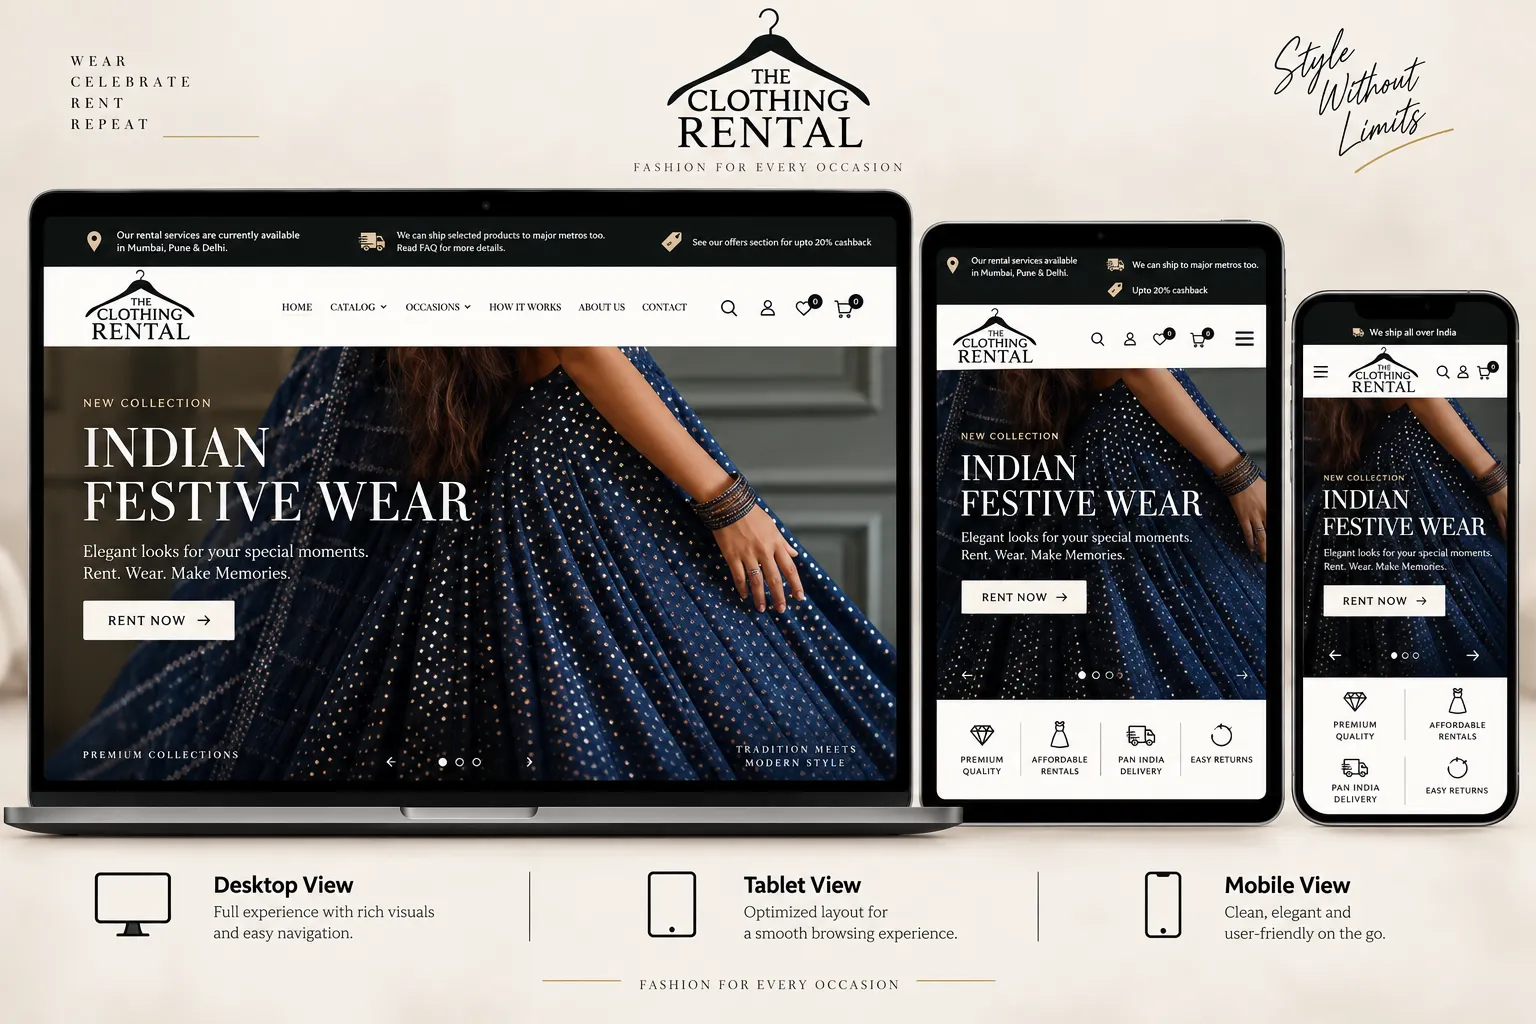 WEAR
CELEBRATE
RENT
REPEAT
THE
CLOTHING
RENTAL
FASHION FOR EVERY OCCASION
Style
Without
Limits
Our rental services are currently available
in Mumbai, Pune & Delhi.
We can ship selected products to major metros too.
Read FAQ for more details.
See our offers section for upto 20% cashback
THE
CLOTHING
RENTAL
HOME CATALOG OCCASIONS HOW IT WORKS ABOUT US CONTACT 0 0
NEW COLLECTION
INDIAN
FESTIVE WEAR
Elegant looks for your special moments.
Rent. Wear. Make Memories.
RENT NOW →
PREMIUM COLLECTIONS
TRADITION MEETS
MODERN STYLE
Our rental services available
in Mumbai, Pune & Delhi.
We can ship to major metros too.
Upto 20% cashback
THE
CLOTHING
RENTAL
0 0
NEW COLLECTION
INDIAN
FESTIVE WEAR
Elegant looks for your special moments.
Rent. Wear. Make Memories.
RENT NOW →
PREMIUM
QUALITY
AFFORDABLE
RENTALS
PAN INDIA
DELIVERY
EASY RETURNS
We ship all over India
THE
CLOTHING
RENTAL
0
NEW COLLECTION
INDIAN
FESTIVE WEAR
Elegant looks for your special moments.
Rent. Wear. Make Memories.
RENT NOW →
PREMIUM
QUALITY
AFFORDABLE
RENTALS
PAN INDIA
DELIVERY
EASY RETURNS
Desktop View
Full experience with rich visuals
and easy navigation.
Tablet View
Optimized layout for
a smooth browsing experience.
Mobile View
Clean, elegant and
user-friendly on the go.
FASHION FOR EVERY OCCASION